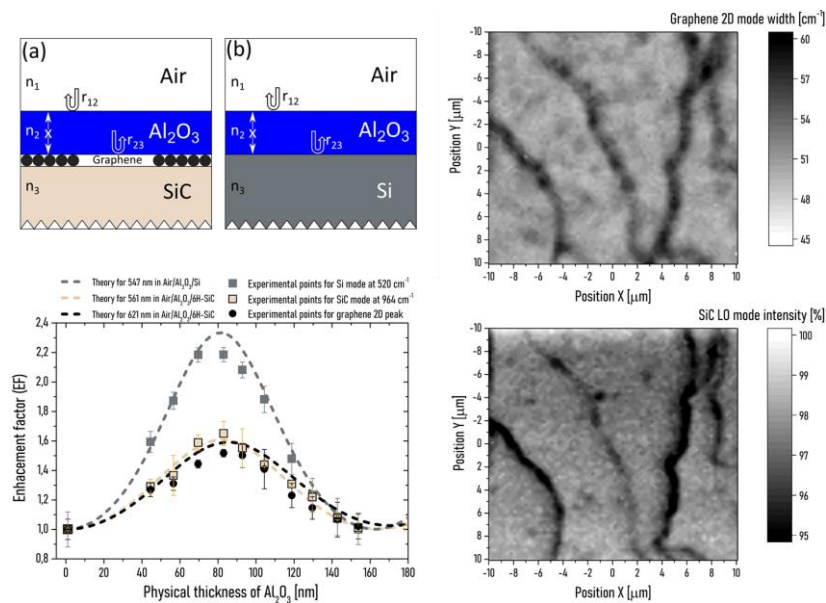 (a)
Air
n₁
r₁₂
Al₂O₃
n₂
x
r₂₃
Graphene
n₃
SiC
(b)
Air
n₁
r₁₂
Al₂O₃
n₂
x
r₂₃
n₃
Si
Theory for 547 nm in Air/Al₂O₃/Si
Theory for 561 nm in Air/Al₂O₃/6H-SiC
Theory for 621 nm in Air/Al₂O₃/6H-SiC
Experimental points for Si mode at 520 cm⁻¹
Experimental points for SiC mode at 964 cm⁻¹
Experimental points for graphene 2D peak
Enhacement factor (EF)
2,4
2,2
2,0
1,8
1,6
1,4
1,2
1,0
0,8
0 20 40 60 80 100 120 140 160 180
Physical thickness of Al₂O₃ [nm]
Graphene 2D mode width [cm⁻¹]
Position Y [μm]
-10
-8
-6
-4
-2
0
2
4
6
8
10
-10 -8 -6 -4 -2 0 2 4 6 8 10
Position X [μm]
60
57
54
51
48
45
SiC LO mode intensity [%]
Position Y [μm]
-10
-8
-6
-4
-2
0
2
4
6
8
10
-10 -8 -6 -4 -2 0 2 4 6 8 10
Position X [μm]
100
99
98
97
96
95